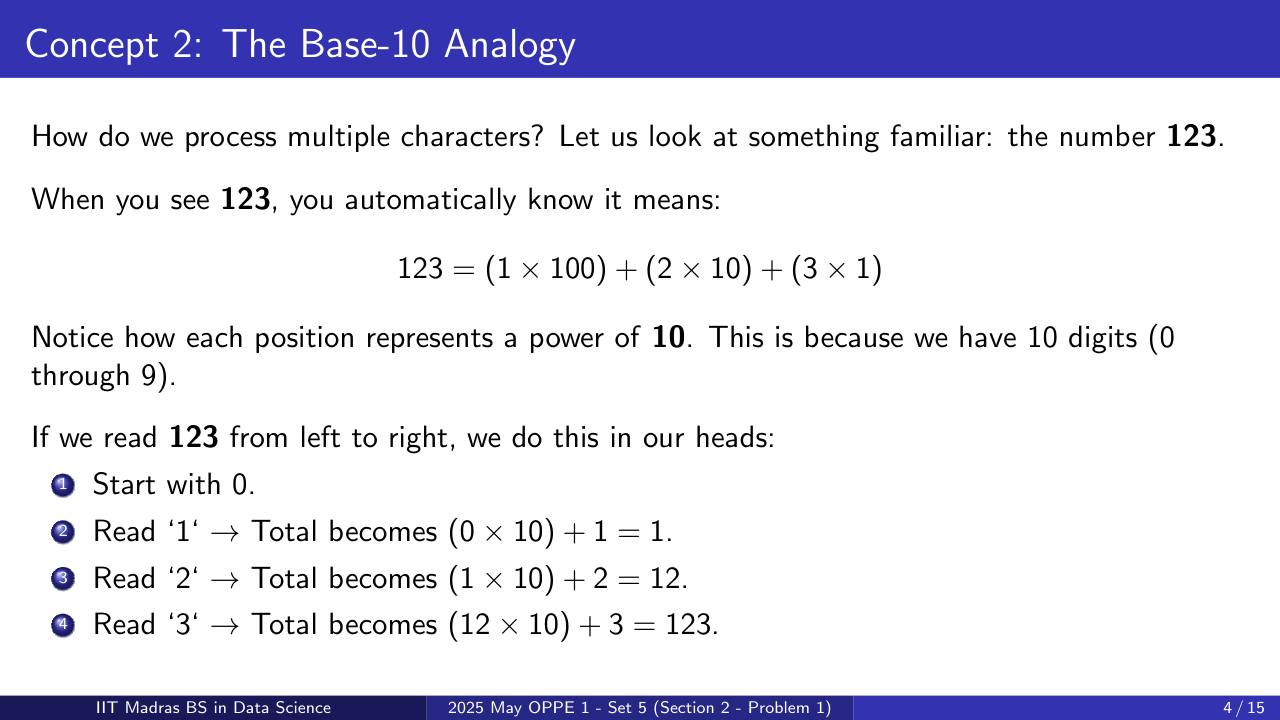 Concept 2: The Base-10 Analogy
How do we process multiple characters? Let us look at something familiar: the number 123.
When you see 123, you automatically know it means:
123 = (1 × 100) + (2 × 10) + (3 × 1)
Notice how each position represents a power of 10. This is because we have 10 digits (0
through 9).
If we read 123 from left to right, we do this in our heads:
1 Start with 0.
2 Read ‘1‘ → Total becomes (0 × 10) + 1 = 1.
3 Read ‘2‘ → Total becomes (1 × 10) + 2 = 12.
4 Read ‘3‘ → Total becomes (12 × 10) + 3 = 123.
IIT Madras BS in Data Science 2025 May OPPE 1 - Set 5 (Section 2 - Problem 1) 4 / 15